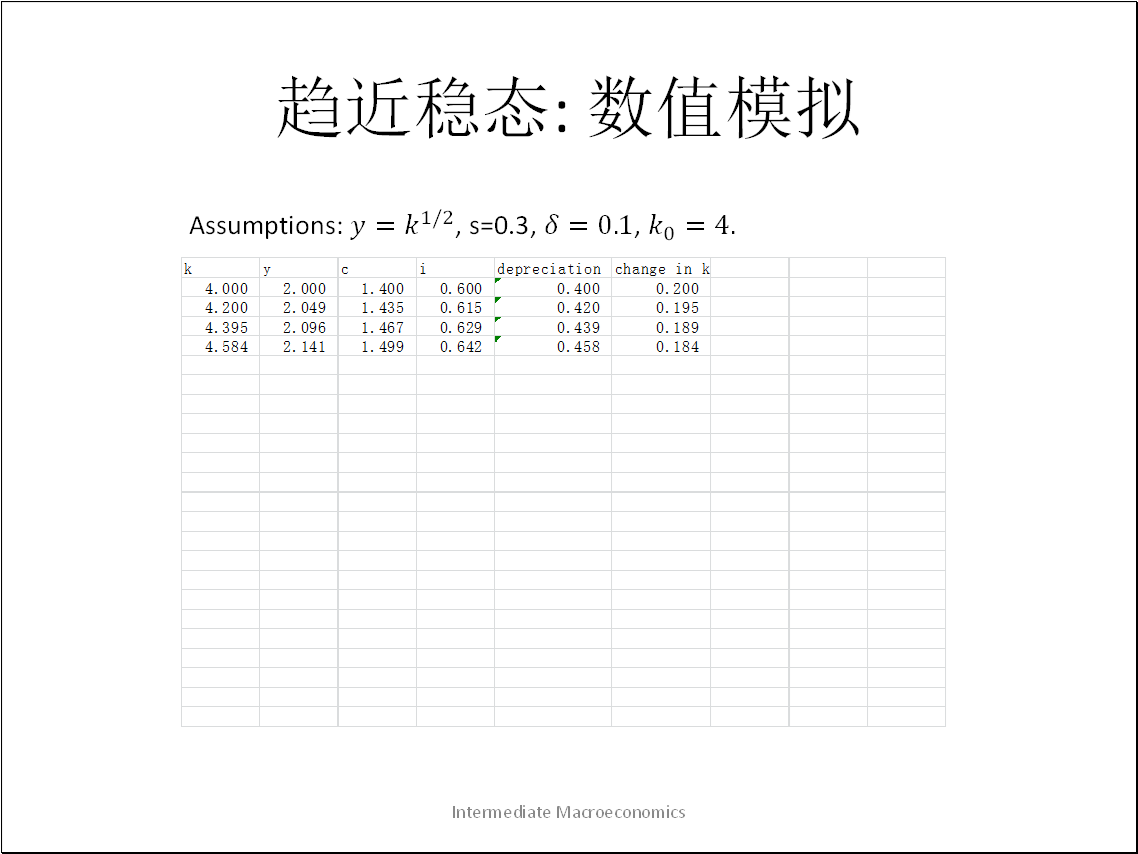 趋近稳态: 数值模拟
Assumptions: y = k^{1/2}, s=0.3, δ = 0.1, k_0 = 4.
k y c i depreciation change in k
4.000 2.000 1.400 0.600 0.400 0.200
4.200 2.049 1.435 0.615 0.420 0.195
4.395 2.096 1.467 0.629 0.439 0.189
4.584 2.141 1.499 0.642 0.458 0.184
Intermediate Macroeconomics